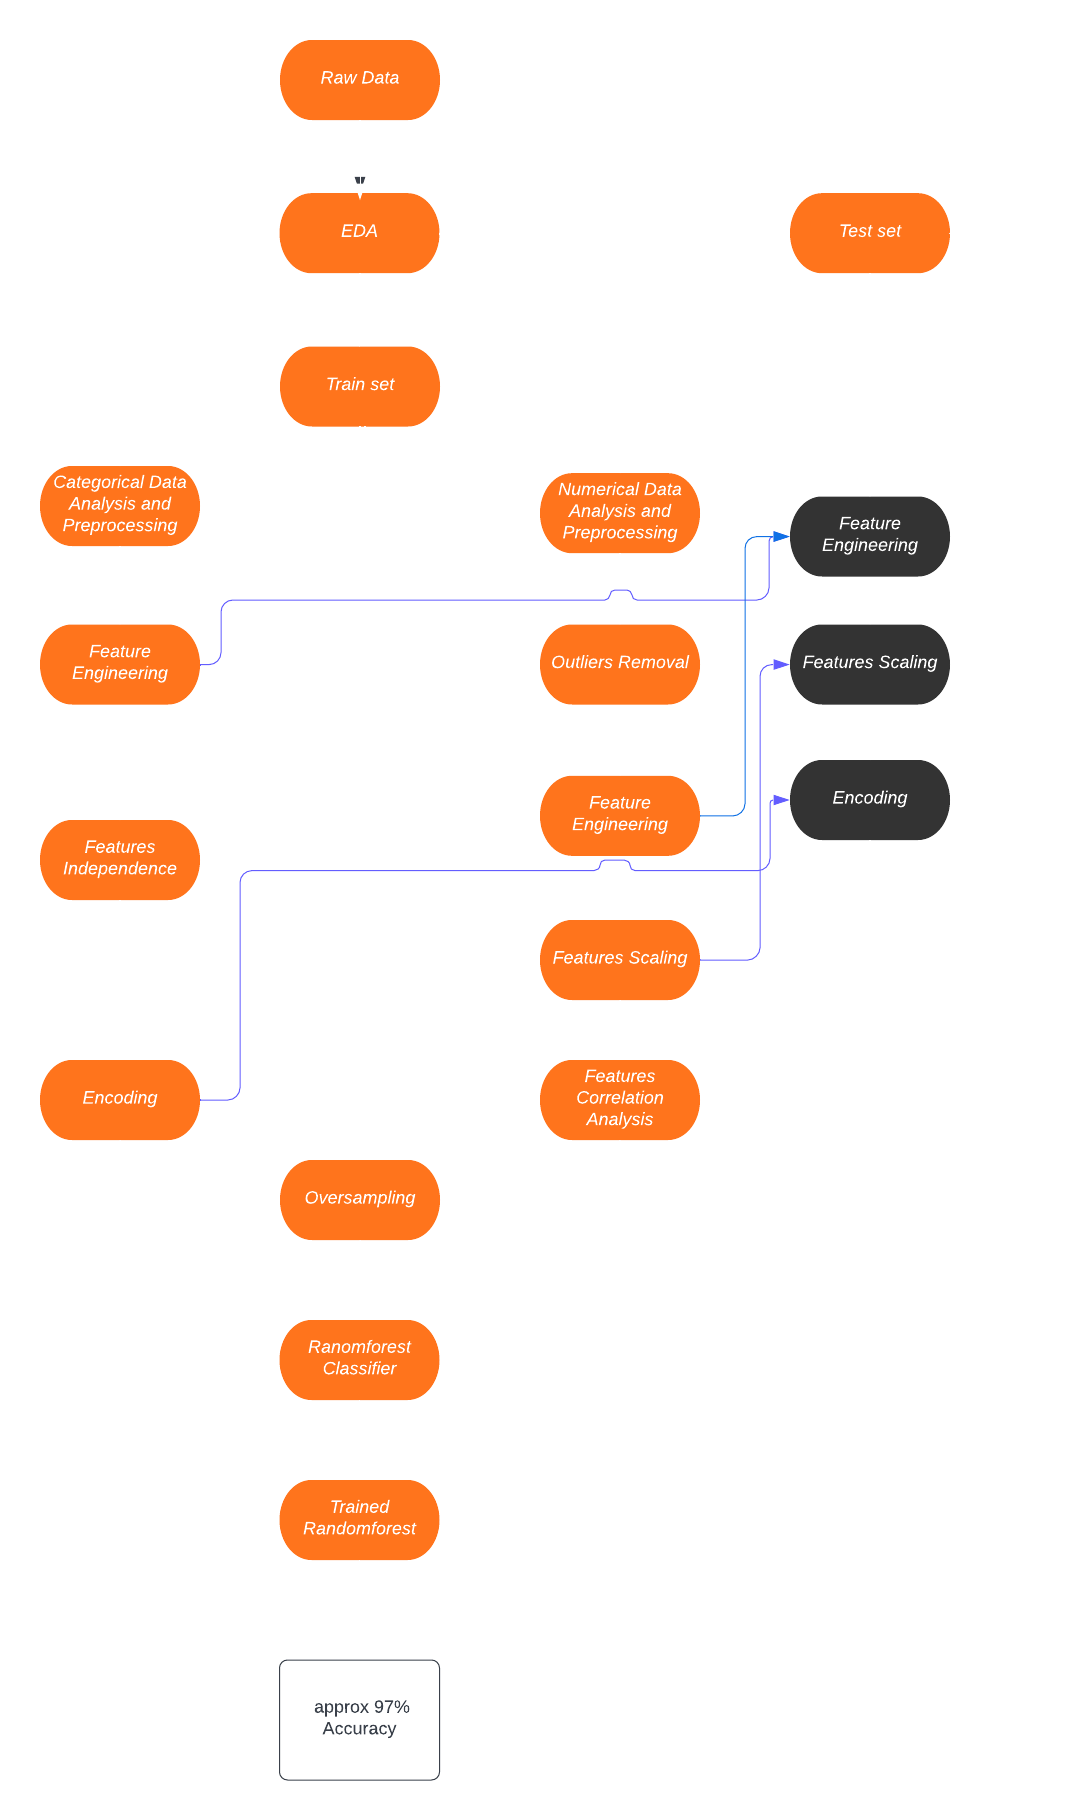 Raw Data
EDA
Test set
Train set
Categorical Data
Analysis and
Preprocessing
Numerical Data
Analysis and
Preprocessing
Feature
Engineering
Feature
Engineering
Outliers Removal
Features Scaling
Feature
Engineering
Encoding
Features
Independence
Features Scaling
Encoding
Features
Correlation
Analysis
Oversampling
Ranomforest
Classifier
Trained
Randomforest
approx 97%
Accuracy